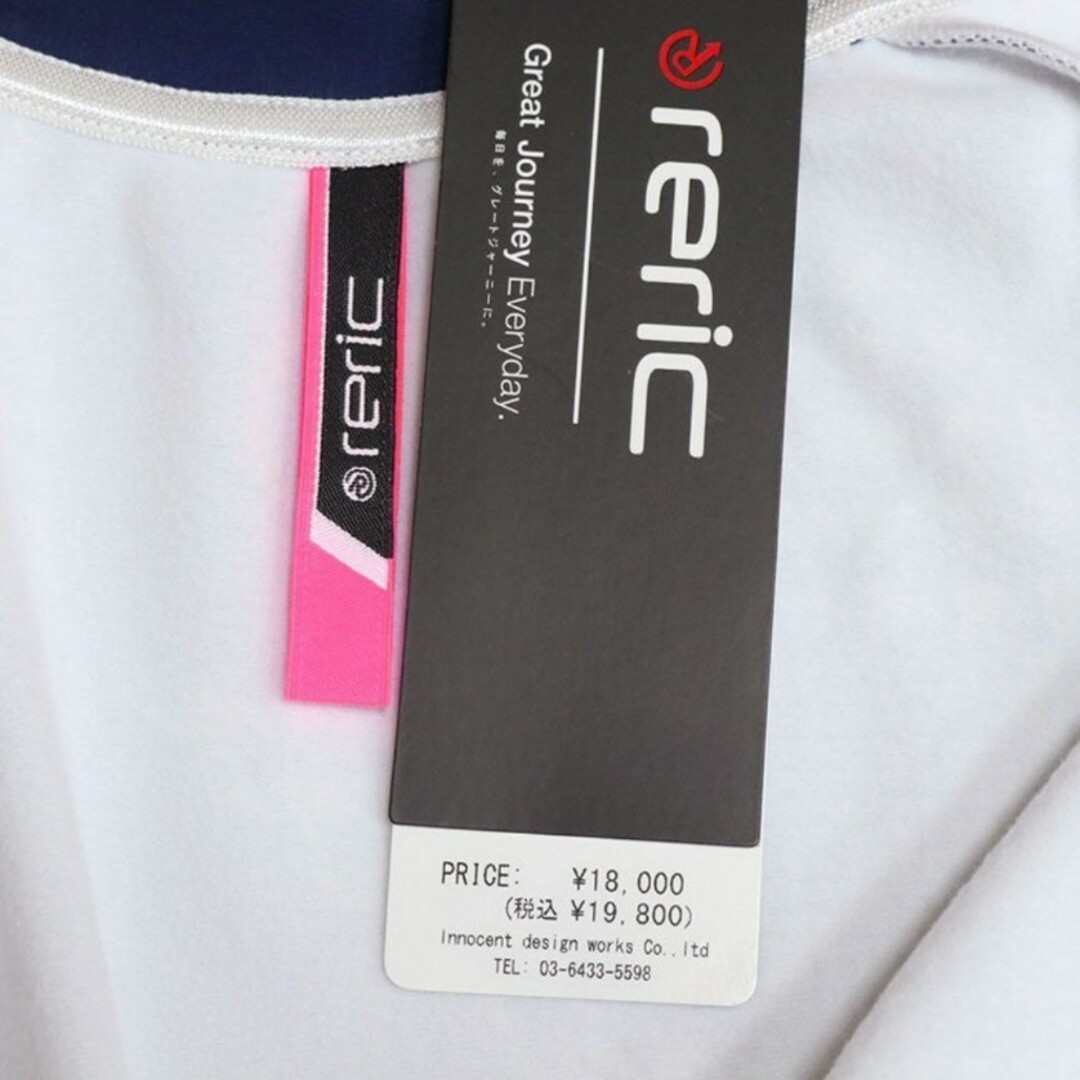 reric
Great Journey Everyday.
毎日を、グレートジャーニーに。
reric
PRICE: ¥18,000
(税込 ¥19,800)
Innocent design works Co.,ltd
TEL: 03-6433-5598